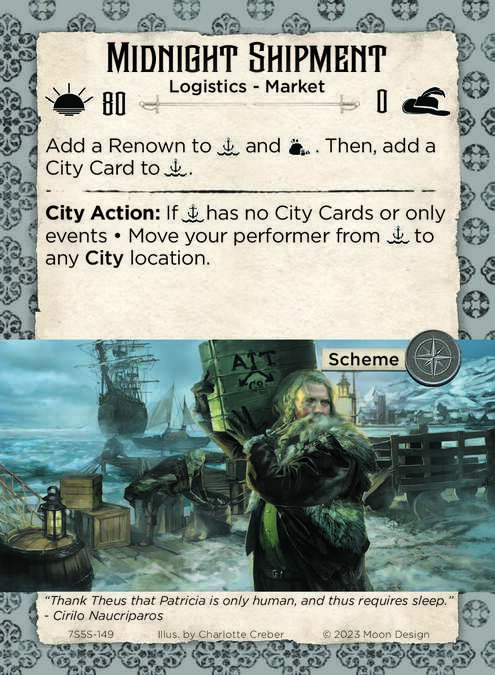 MIDNIGHT SHIPMENT
Logistics - Market
80
0
Add a Renown to and . Then, add a
City Card to .
City Action: If has no City Cards or only
events • Move your performer from to
any City location.
ATT
CO
Scheme
“Thank Theus that Patricia is only human, and thus requires sleep.”
- Cirilo Naucriparos
7S5S-149 Illus. by Charlotte Creber © 2023 Moon Design